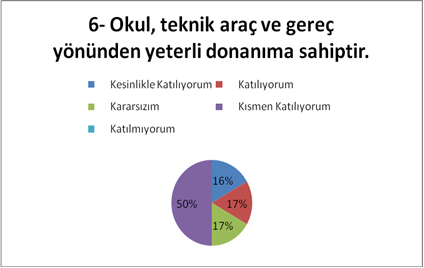 6- Okul, teknik araç ve gereç
yönünden yeterli donanıma sahiptir.
Kesinlikle Katılıyorum
Katılıyorum
Kararsızım
Kısmen Katılıyorum
Katılmıyorum
16%
50%
17%
17%